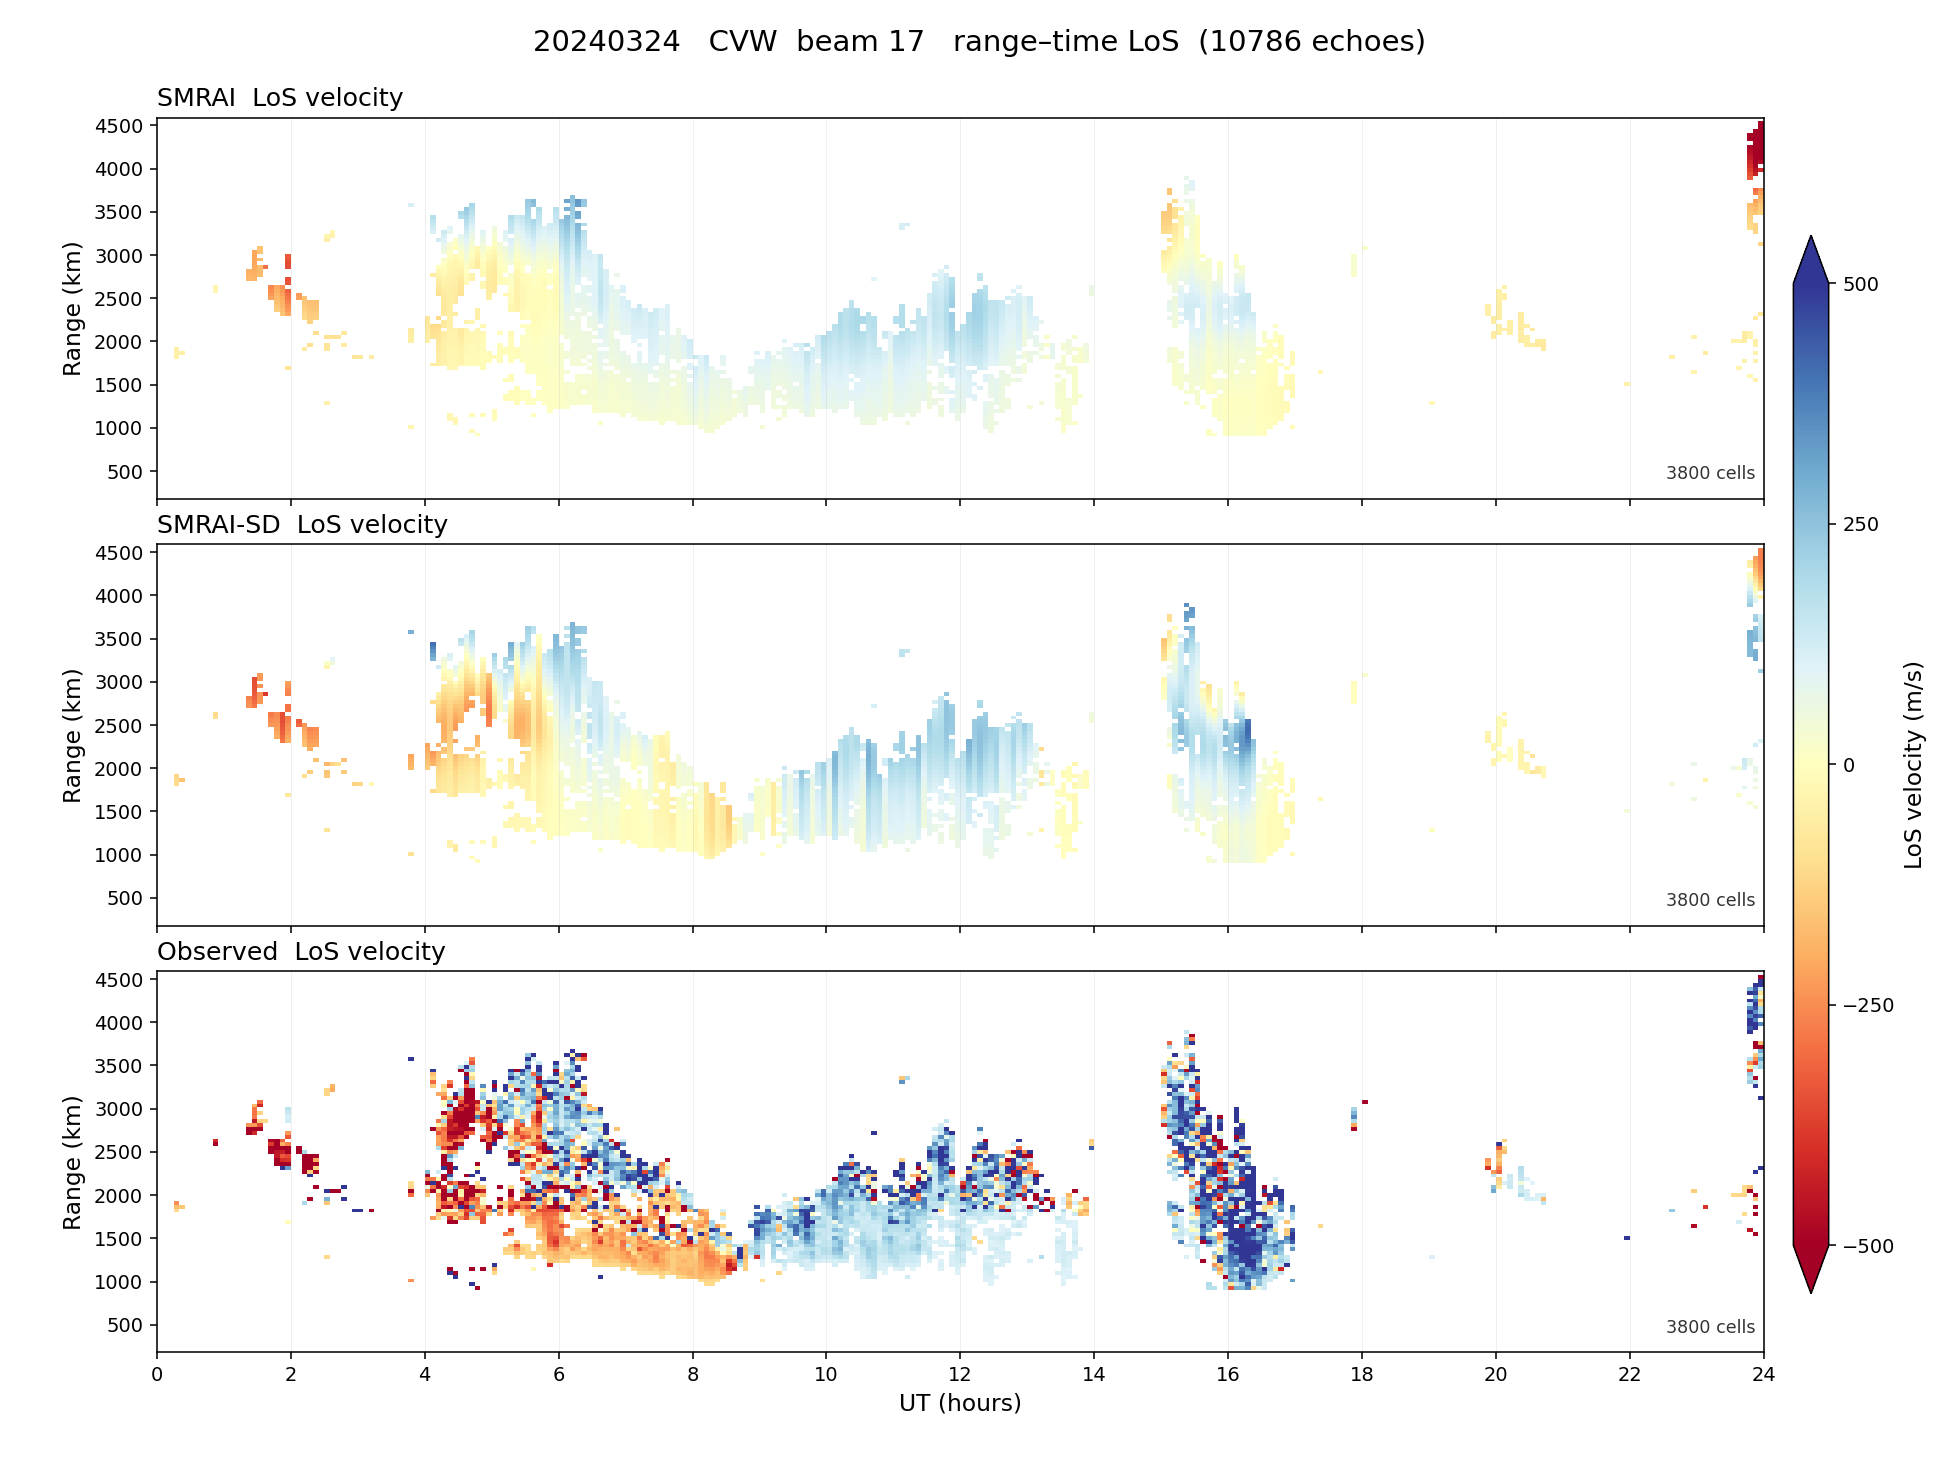 20240324   CVW  beam 17   range–time LoS  (10786 echoes)
SMRAI  LoS velocity
4500
4000
3500
3000
2500
2000
1500
1000
500
Range (km)
3800 cells
SMRAI-SD  LoS velocity
4500
4000
3500
3000
2500
2000
1500
1000
500
Range (km)
3800 cells
Observed  LoS velocity
4500
4000
3500
3000
2500
2000
1500
1000
500
Range (km)
3800 cells
0 2 4 6 8 10 12 14 16 18 20 22 24
UT (hours)
500
250
0
−250
−500
LoS velocity (m/s)